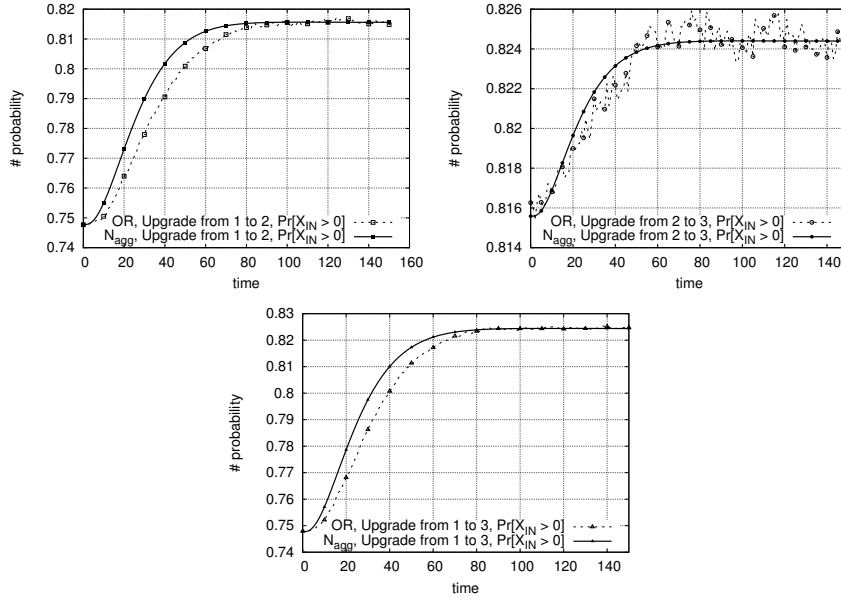 0.82
0.81
0.8
0.79
0.78
0.77
0.76
0.75
0.74
# probability
OR, Upgrade from 1 to 2, Pr[X_IN > 0]
N_agg, Upgrade from 1 to 2, Pr[X_IN > 0]
0 20 40 60 80 100 120 140 160
time
0.826
0.824
0.822
0.82
0.818
0.816
0.814
# probability
OR, Upgrade from 2 to 3, Pr[X_IN > 0]
N_agg, Upgrade from 2 to 3, Pr[X_IN > 0]
0 20 40 60 80 100 120 140
time
0.83
0.82
0.81
0.8
0.79
0.78
0.77
0.76
0.75
0.74
# probability
OR, Upgrade from 1 to 3, Pr[X_IN > 0]
N_agg, Upgrade from 1 to 3, Pr[X_IN > 0]
0 20 40 60 80 100 120 140
time